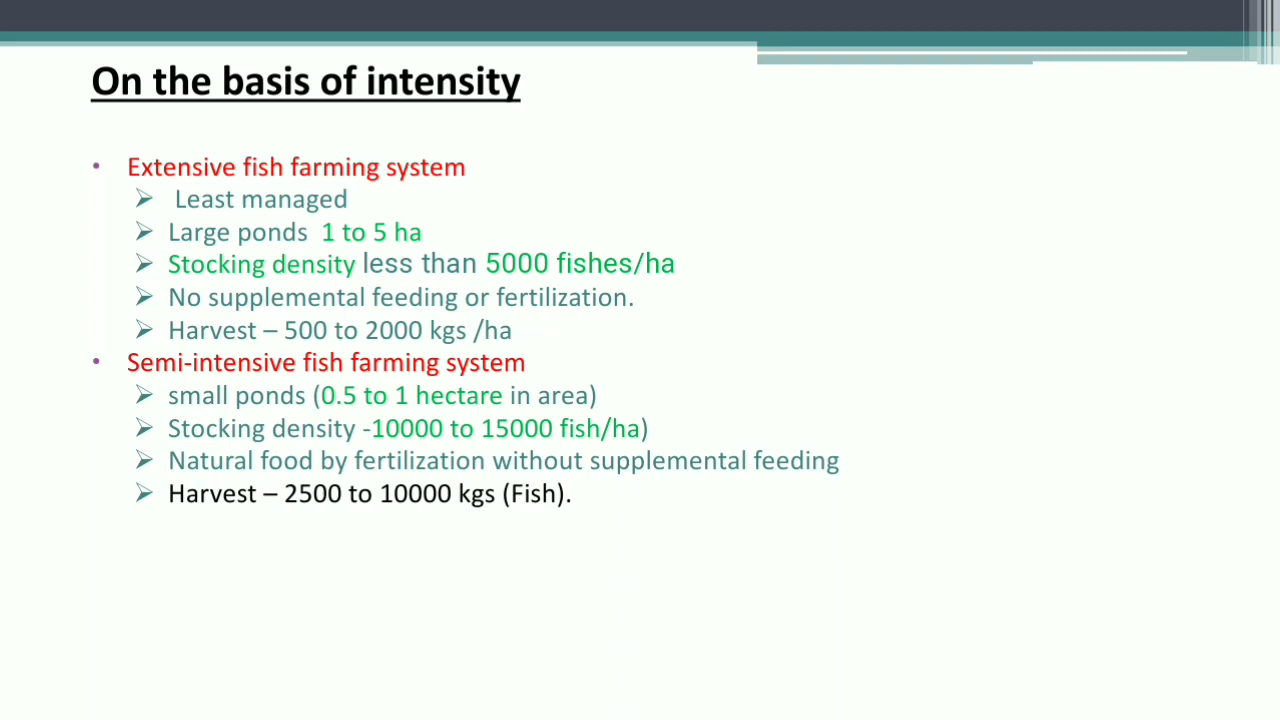 On the basis of intensity
• Extensive fish farming system
➢ Least managed
➢ Large ponds 1 to 5 ha
➢ Stocking density less than 5000 fishes/ha
➢ No supplemental feeding or fertilization.
➢ Harvest – 500 to 2000 kgs /ha
• Semi-intensive fish farming system
➢ small ponds (0.5 to 1 hectare in area)
➢ Stocking density -10000 to 15000 fish/ha)
➢ Natural food by fertilization without supplemental feeding
➢ Harvest – 2500 to 10000 kgs (Fish).